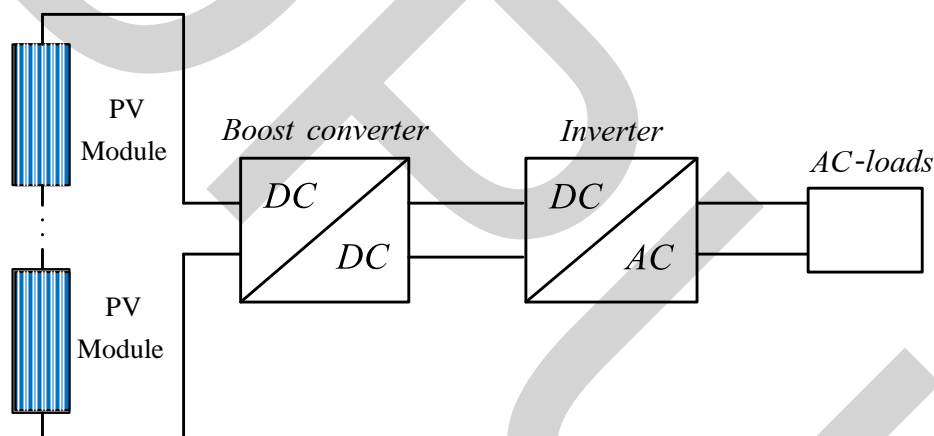 PV
Module
Boost converter
Inverter
AC-loads
DC
DC
DC
AC
PV
Module